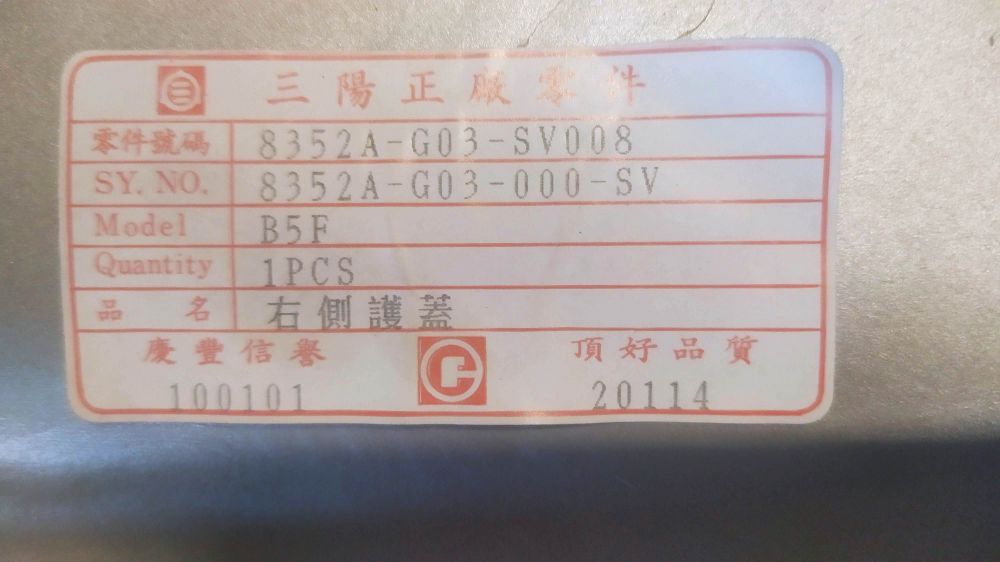 三陽正廠零件
零件號碼 8352A-G03-SV008
SY. NO. 8352A-G03-000-SV
Model B5F
Quantity 1PCS
品名 右側護蓋
慶豐信譽 頂好品質
100101 20114